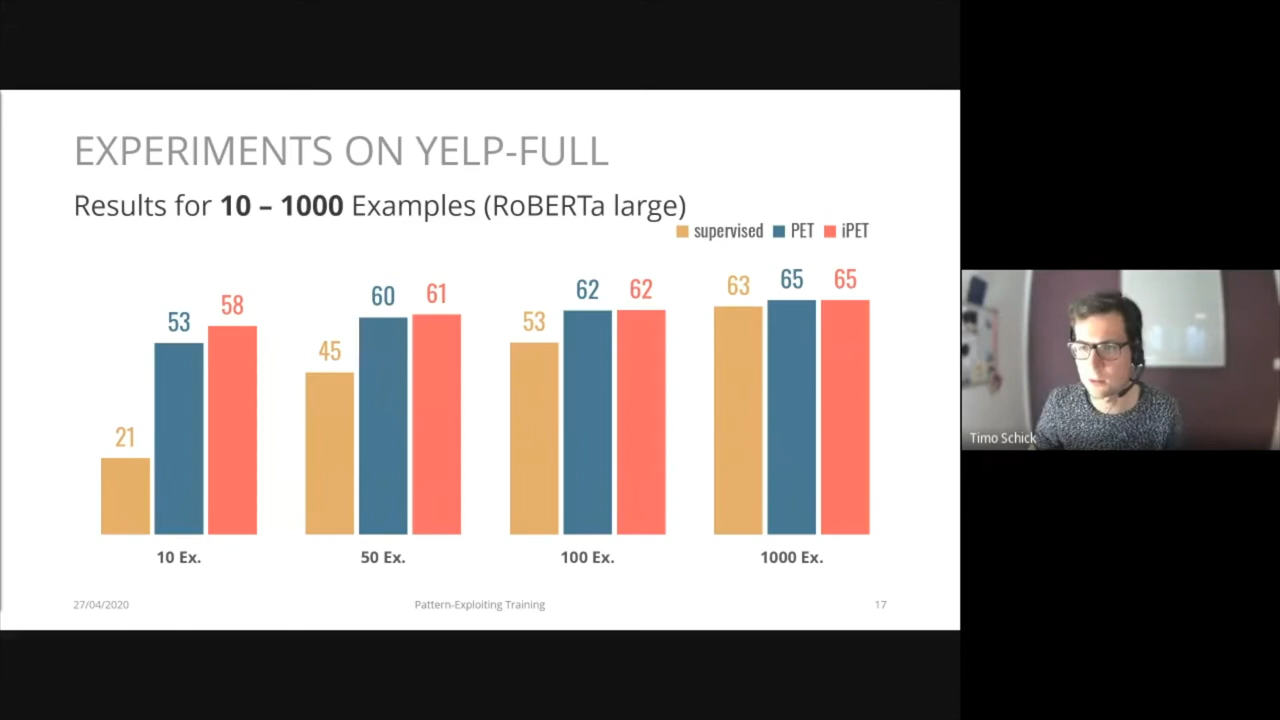 EXPERIMENTS ON YELP-FULL
Results for 10 – 1000 Examples (RoBERTa large)
supervised PET iPET
21 53 58
45 60 61
53 62 62
63 65 65
10 Ex. 50 Ex. 100 Ex. 1000 Ex.
27/04/2020 Pattern-Exploiting Training 17
Timo Schick